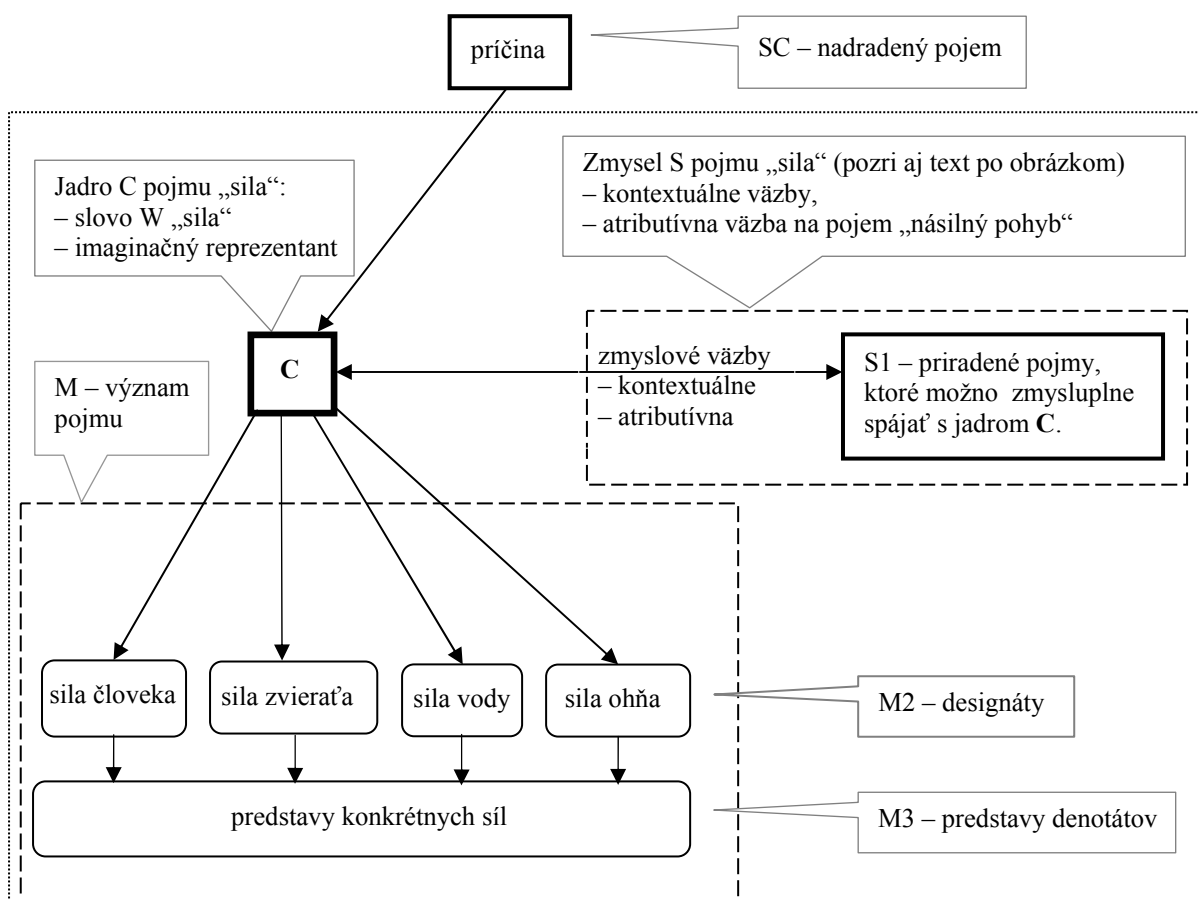 príčina
SC – nadradený pojem
Jadro C pojmu „sila“:
– slovo W „sila“
– imaginačný reprezentant
Zmysel S pojmu „sila“ (pozri aj text po obrázkom)
– kontextuálne väzby,
– atributívna väzba na pojem „násilný pohyb“
C
zmyslové väzby
– kontextuálne
– atributívna
S1 – priradené pojmy,
ktoré možno zmysluplne
spájať s jadrom C.
M – význam
pojmu
sila človeka
sila zvieraťa
sila vody
sila ohňa
M2 – designáty
predstavy konkrétnych síl
M3 – predstavy denotátov